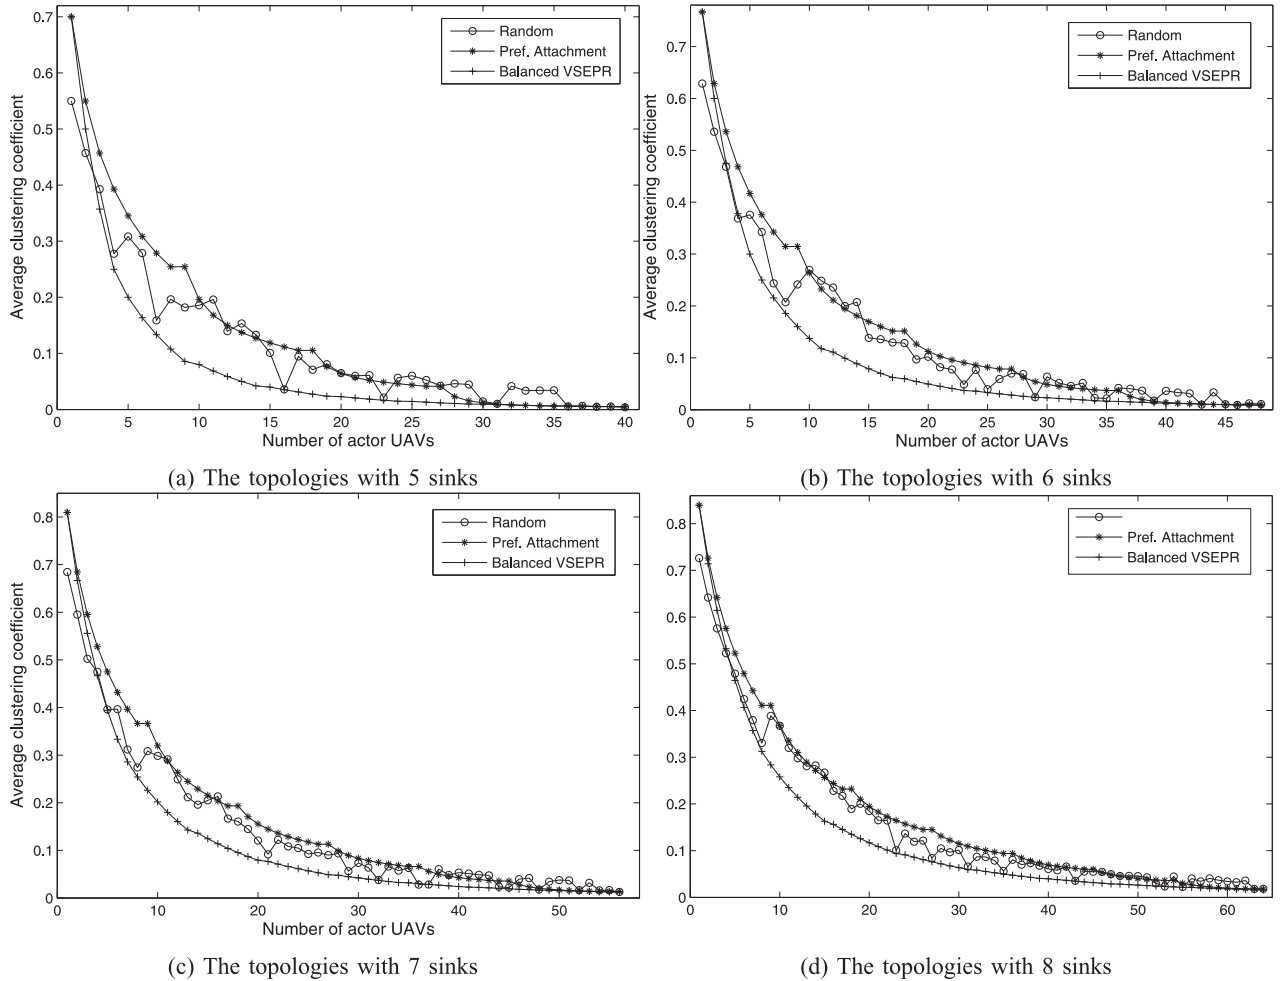 0.7
0.6
0.5
0.4
0.3
0.2
0.1
0
Average clustering coefficient
Random
Pref. Attachment
Balanced VSEPR
0 5 10 15 20 25 30 35 40
Number of actor UAVs
(a) The topologies with 5 sinks
0.7
0.6
0.5
0.4
0.3
0.2
0.1
0
Average clustering coefficient
Random
Pref. Attachment
Balanced VSEPR
0 5 10 15 20 25 30 35 40 45
Number of actor UAVs
(b) The topologies with 6 sinks
0.8
0.7
0.6
0.5
0.4
0.3
0.2
0.1
0
Average clustering coefficient
Random
Pref. Attachment
Balanced VSEPR
0 10 20 30 40 50
Number of actor UAVs
(c) The topologies with 7 sinks
0.8
0.7
0.6
0.5
0.4
0.3
0.2
0.1
0
Pref. Attachment
Balanced VSEPR
0 10 20 30 40 50 60
(d) The topologies with 8 sinks